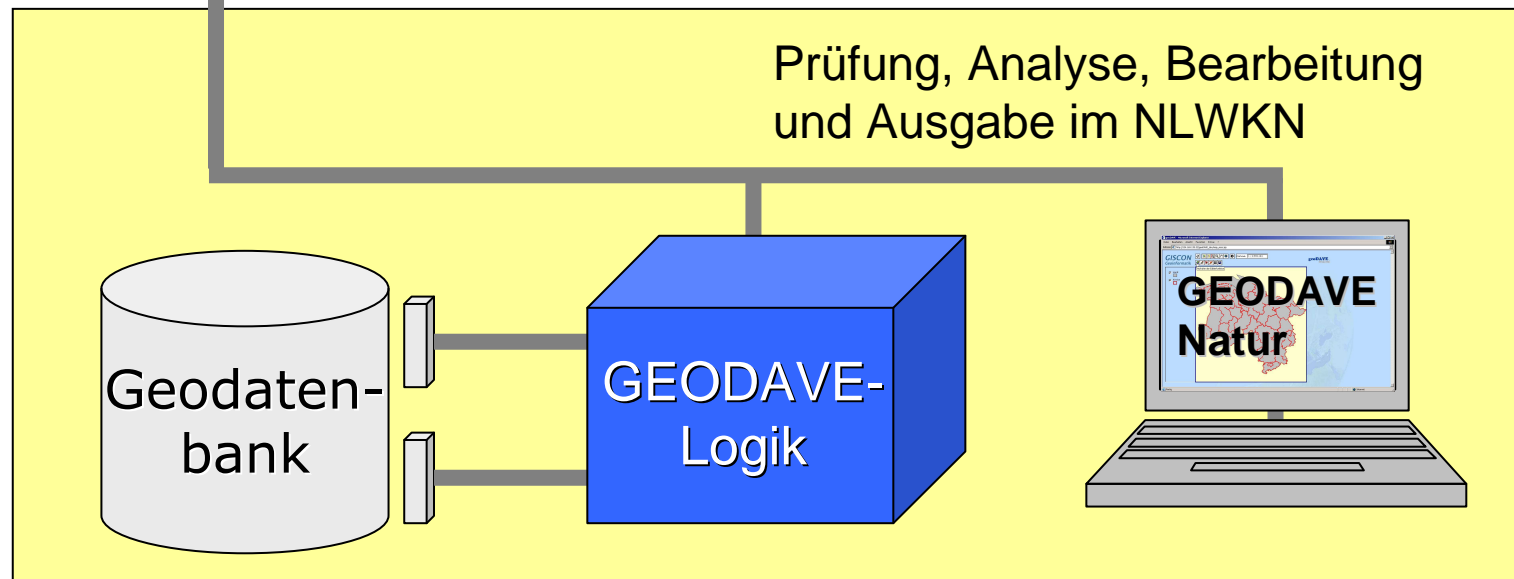 Prüfung, Analyse, Bearbeitung
und Ausgabe im NLWKN
Geodaten-
bank
GEODAVE-
Logik
GISCON
GEODAVE
Natur